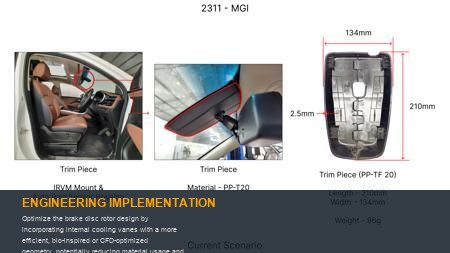 2311 - MGI
134mm
2.5mm
210mm
Trim Piece
Trim Piece
Trim Piece (PP-TF 20)
IRVM Mount &
Material - PP-T20
Length - 210mm
Width - 134mm
Weight - 96g
ENGINEERING IMPLEMENTATION
Optimize the brake disc rotor design by
incorporating internal cooling vanes with a more
efficient, bio-inspired or CFD-optimized
geometry, potentially reducing material usage and
Current Scenario